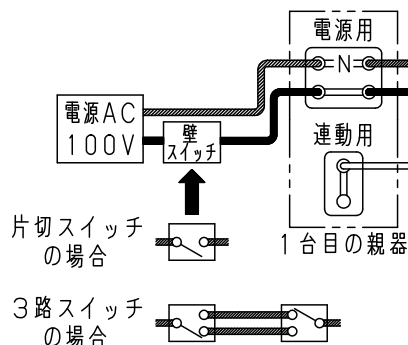 電源用
N
電源AC
100V
壁
スイッチ
連動用
片切スイッチ
の場合
1台目の親器
3路スイッチ
の場合